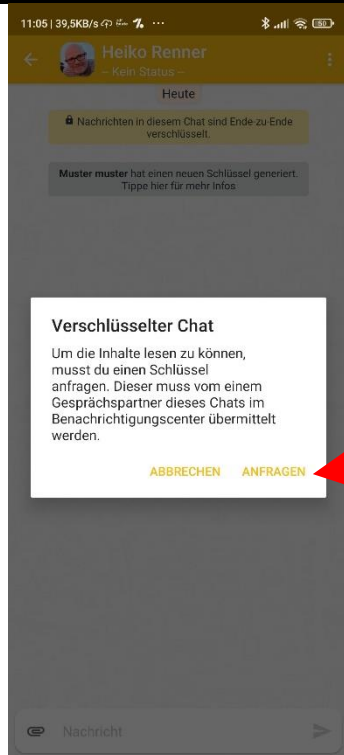 11:05 | 39,5KB/s ...
50
Heiko Renner
– Kein Status –
Heute
Nachrichten in diesem Chat sind Ende-zu-Ende
verschlüsselt.
Muster muster hat einen neuen Schlüssel generiert.
Tippe hier für mehr Infos
Verschlüsselter Chat
Um die Inhalte lesen zu können,
musst du einen Schlüssel
anfragen. Dieser muss vom einem
Gesprächspartner dieses Chats im
Benachrichtigungscenter übermittelt
werden.
ABBRECHEN ANFRAGEN
Nachricht